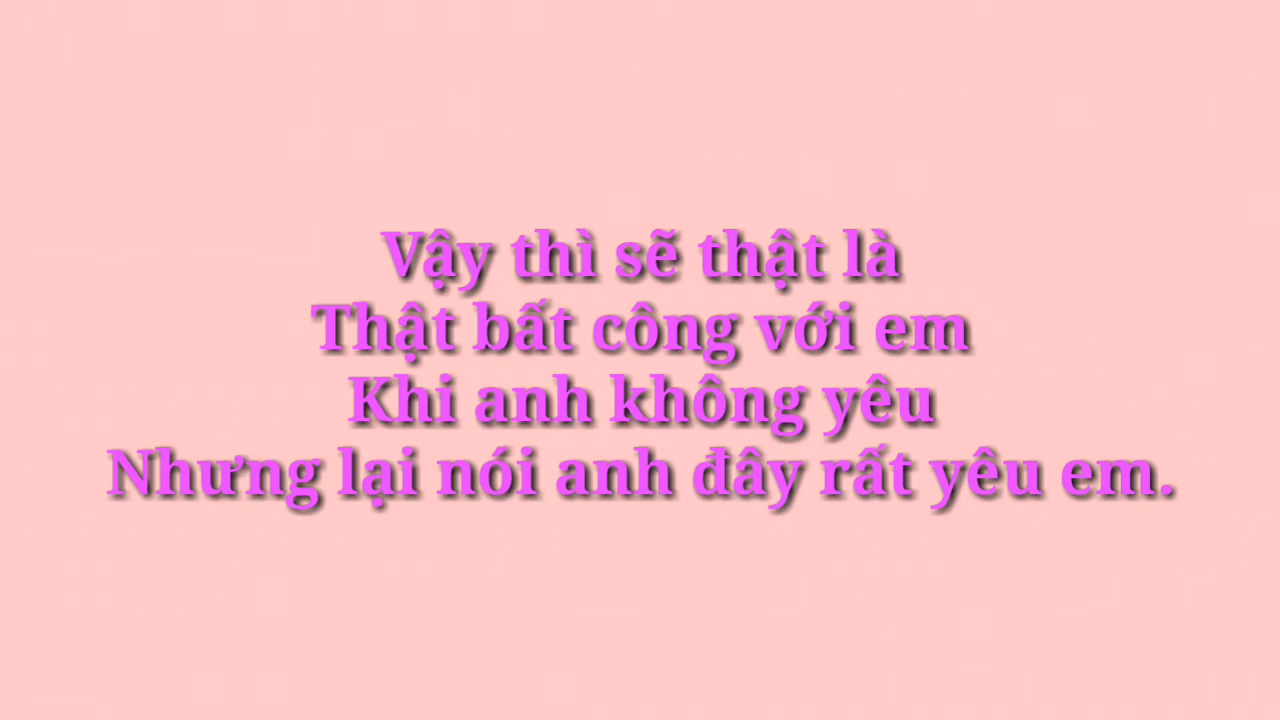 Vậy thì sẽ thật là
Thật bất công với em
Khi anh không yêu
Nhưng lại nói anh đây rất yêu em.